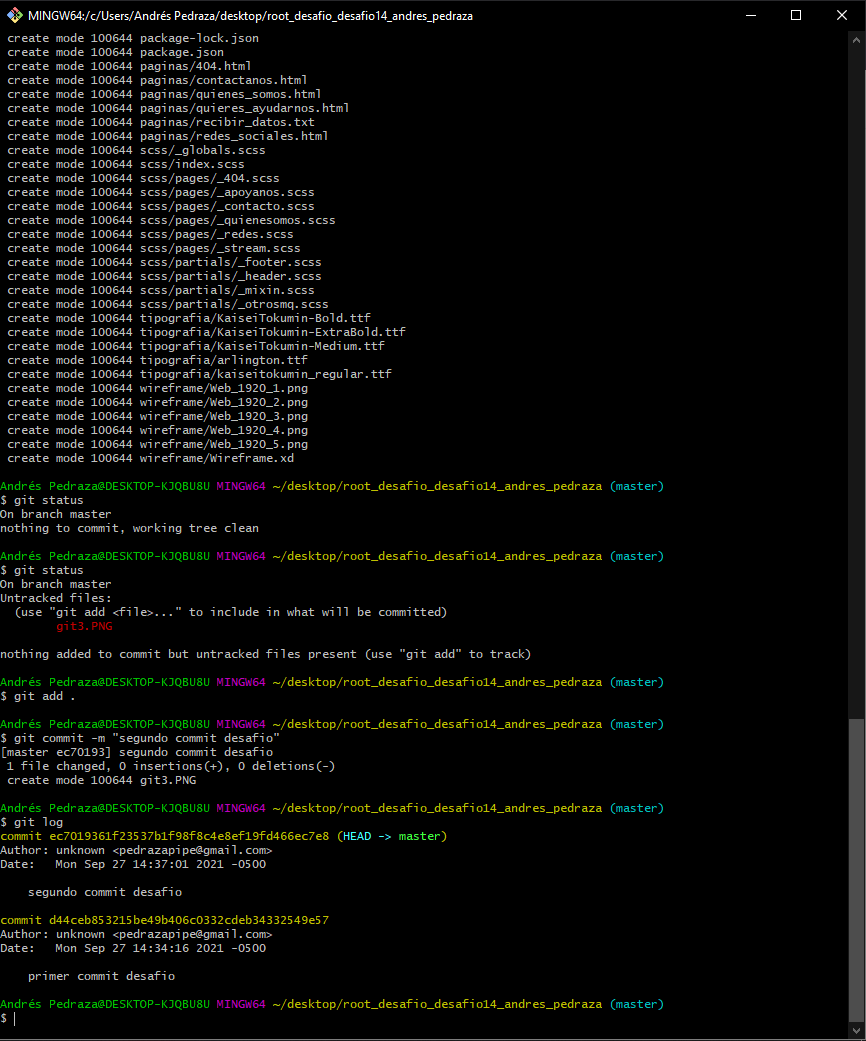 MINGW64:/c/Users/Andrés Pedraza/desktop/root_desafio_desafio14_andres_pedraza
create mode 100644 package-lock.json
create mode 100644 package.json
create mode 100644 paginas/404.html
create mode 100644 paginas/contactanos.html
create mode 100644 paginas/quienes_somos.html
create mode 100644 paginas/quieres_ayudarnos.html
create mode 100644 paginas/recibir_datos.txt
create mode 100644 paginas/redes_sociales.html
create mode 100644 scss/_globals.scss
create mode 100644 scss/index.scss
create mode 100644 scss/pages/_404.scss
create mode 100644 scss/pages/_apoyanos.scss
create mode 100644 scss/pages/_contacto.scss
create mode 100644 scss/pages/_quienesomos.scss
create mode 100644 scss/pages/_redes.scss
create mode 100644 scss/pages/_stream.scss
create mode 100644 scss/partials/_footer.scss
create mode 100644 scss/partials/_header.scss
create mode 100644 scss/partials/_mixin.scss
create mode 100644 scss/partials/_otrosmq.scss
create mode 100644 tipografia/KaiseiTokumin-Bold.ttf
create mode 100644 tipografia/KaiseiTokumin-ExtraBold.ttf
create mode 100644 tipografia/KaiseiTokumin-Medium.ttf
create mode 100644 tipografia/arlington.ttf
create mode 100644 tipografia/kaiseitokumin_regular.ttf
create mode 100644 wireframe/Web_1920_1.png
create mode 100644 wireframe/Web_1920_2.png
create mode 100644 wireframe/Web_1920_3.png
create mode 100644 wireframe/Web_1920_4.png
create mode 100644 wireframe/Web_1920_5.png
create mode 100644 wireframe/Wireframe.xd
Andrés Pedraza@DESKTOP-KJQBU8U MINGW64 ~/desktop/root_desafio_desafio14_andres_pedraza (master)
$ git status
On branch master
nothing to commit, working tree clean
Andrés Pedraza@DESKTOP-KJQBU8U MINGW64 ~/desktop/root_desafio_desafio14_andres_pedraza (master)
$ git status
On branch master
Untracked files:
(use "git add <file>..." to include in what will be committed)
git3.PNG
nothing added to commit but untracked files present (use "git add" to track)
Andrés Pedraza@DESKTOP-KJQBU8U MINGW64 ~/desktop/root_desafio_desafio14_andres_pedraza (master)
$ git add .
Andrés Pedraza@DESKTOP-KJQBU8U MINGW64 ~/desktop/root_desafio_desafio14_andres_pedraza (master)
$ git commit -m "segundo commit desafio"
[master ec70193] segundo commit desafio
1 file changed, 0 insertions(+), 0 deletions(-)
create mode 100644 git3.PNG
Andrés Pedraza@DESKTOP-KJQBU8U MINGW64 ~/desktop/root_desafio_desafio14_andres_pedraza (master)
$ git log
commit ec7019361f23537b1f98f8c4e8ef19fd466ec7e8 (HEAD -> master)
Author: unknown <pedrazapipe@gmail.com>
Date:   Mon Sep 27 14:37:01 2021 -0500
segundo commit desafio
commit d44ceb853215be49b406c0332cdeb34332549e57
Author: unknown <pedrazapipe@gmail.com>
Date:   Mon Sep 27 14:34:16 2021 -0500
primer commit desafio
Andrés Pedraza@DESKTOP-KJQBU8U MINGW64 ~/desktop/root_desafio_desafio14_andres_pedraza (master)
$